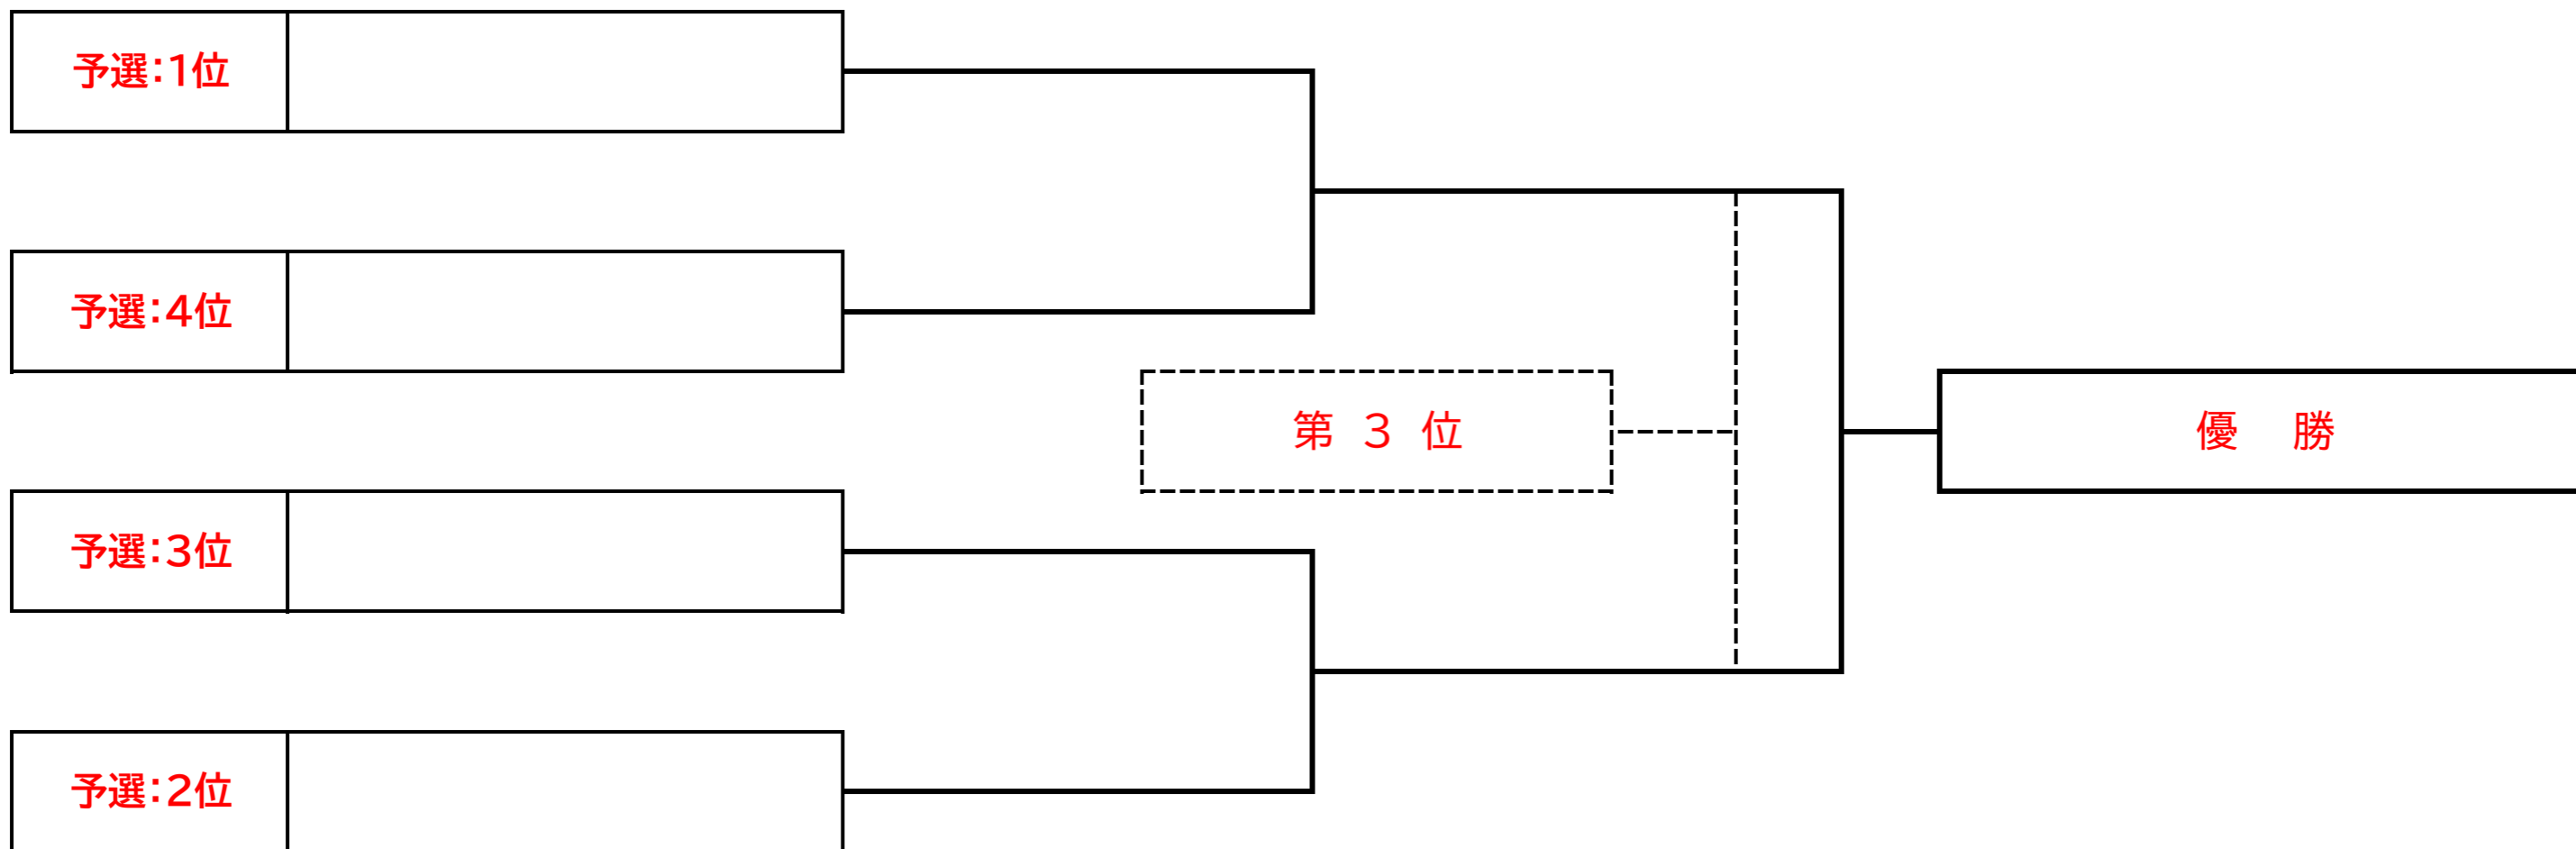 予選：1位
予選：4位
第 ３ 位
優 勝
予選：3位
予選：2位